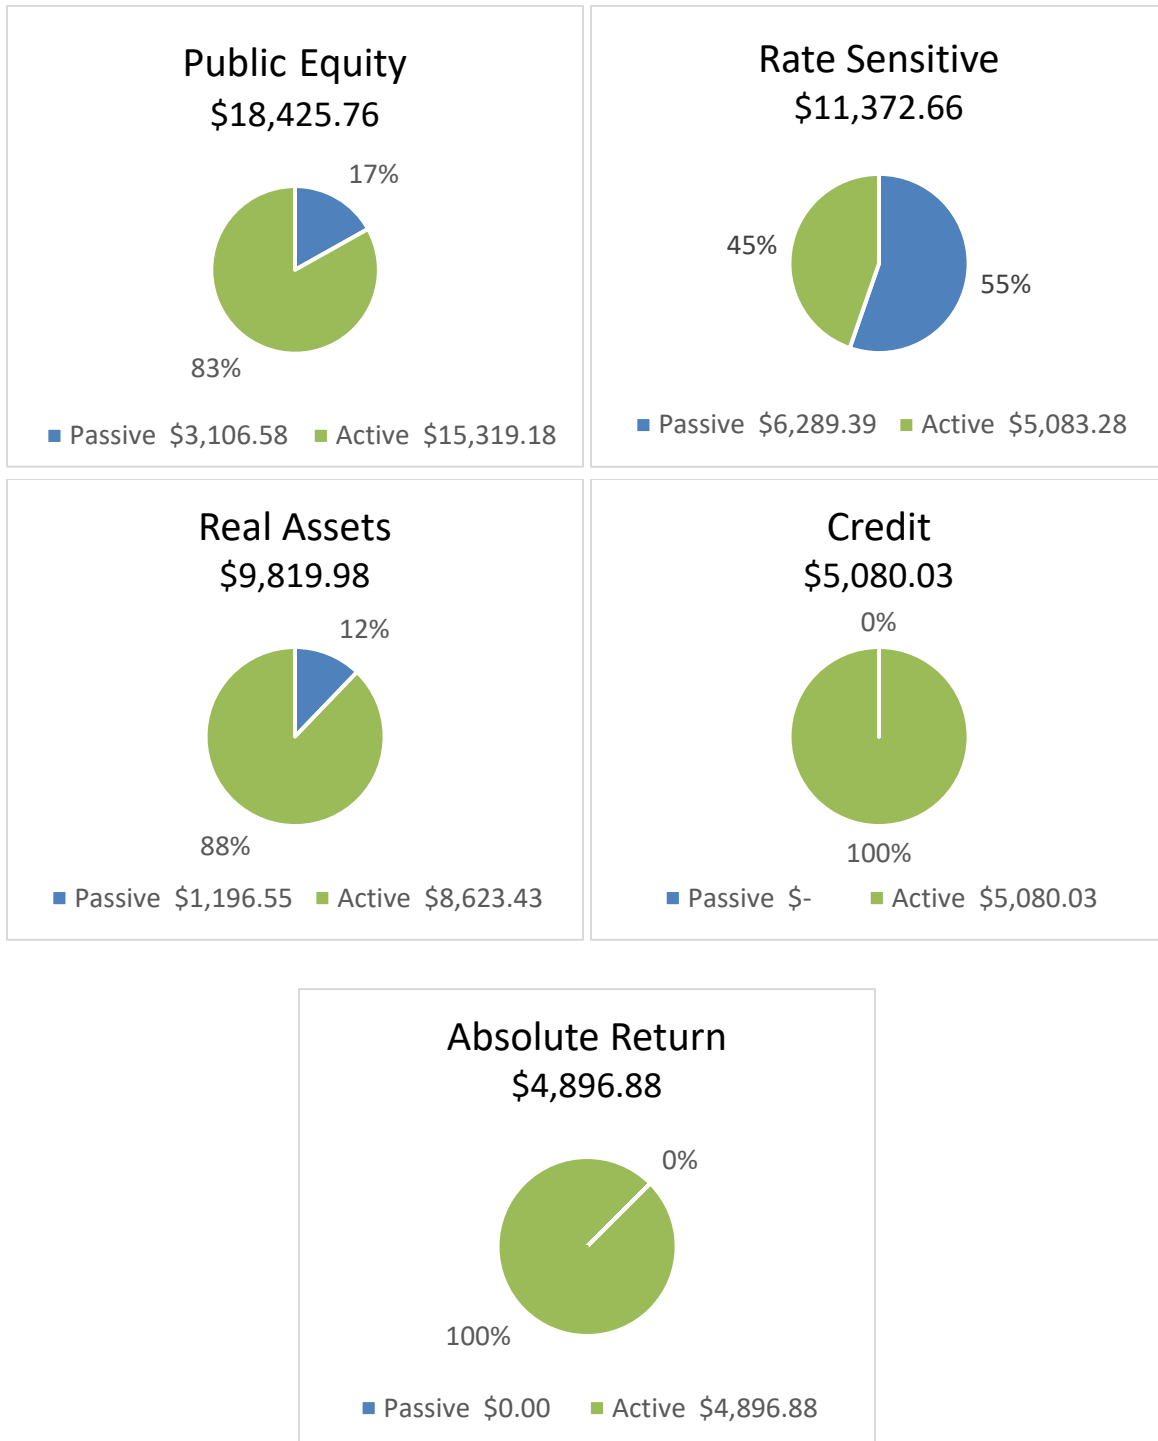 Public Equity
$18,425.76
17%
83%
Passive $3,106.58 Active $15,319.18
Rate Sensitive
$11,372.66
45%
55%
Passive $6,289.39 Active $5,083.28
Real Assets
$9,819.98
12%
88%
Passive $1,196.55 Active $8,623.43
Credit
$5,080.03
0%
100%
Passive $- Active $5,080.03
Absolute Return
$4,896.88
0%
100%
Passive $0.00 Active $4,896.88